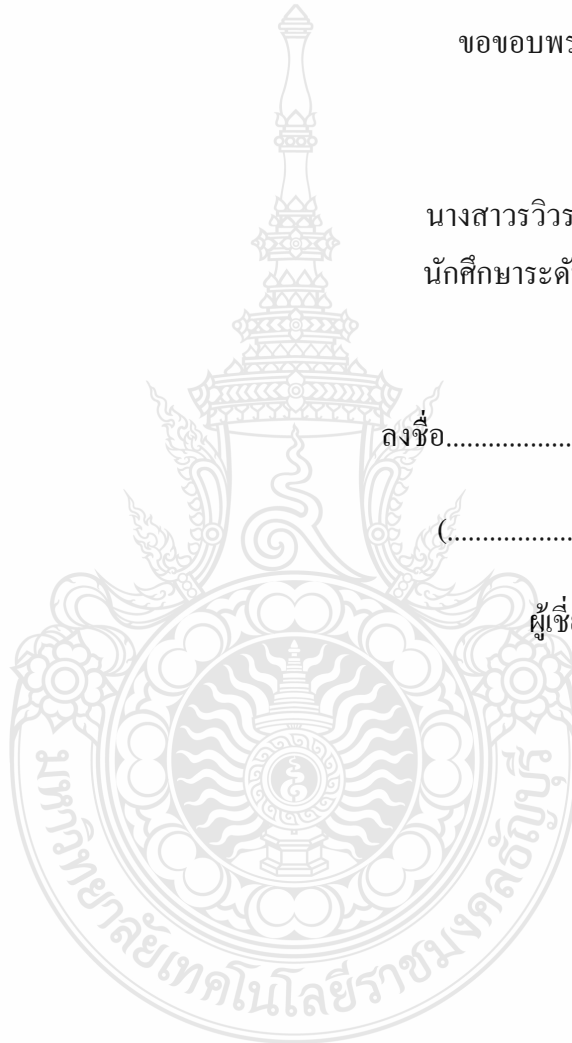 ขอขอบพร
นางสาวรวิวร
นักศึกษาระดั
ลงชื่อ..................
(..................
ผู้เชี่
มหาวิทยาลัยเทคโนโลยีราชมงคลธัญบุรี